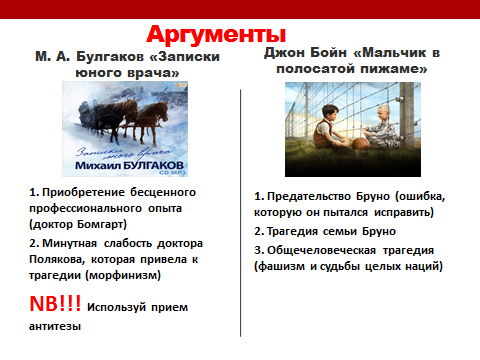 Аргументы
М. А. Булгаков «Записки
юного врача»
Записки юного врача
Михаил БУЛГАКОВ
CD MP3
1. Приобретение бесценного
профессионального опыта
(доктор Бомгарт)
2. Минутная слабость доктора
Полякова, которая привела к
трагедии (морфинизм)
NB!!! Используй прием
антитезы
Джон Бойн «Мальчик в
полосатой пижаме»
1. Предательство Бруно (ошибка,
которую он пытался исправить)
2. Трагедия семьи Бруно
3. Общечеловеческая трагедия
(фашизм и судьбы целых наций)